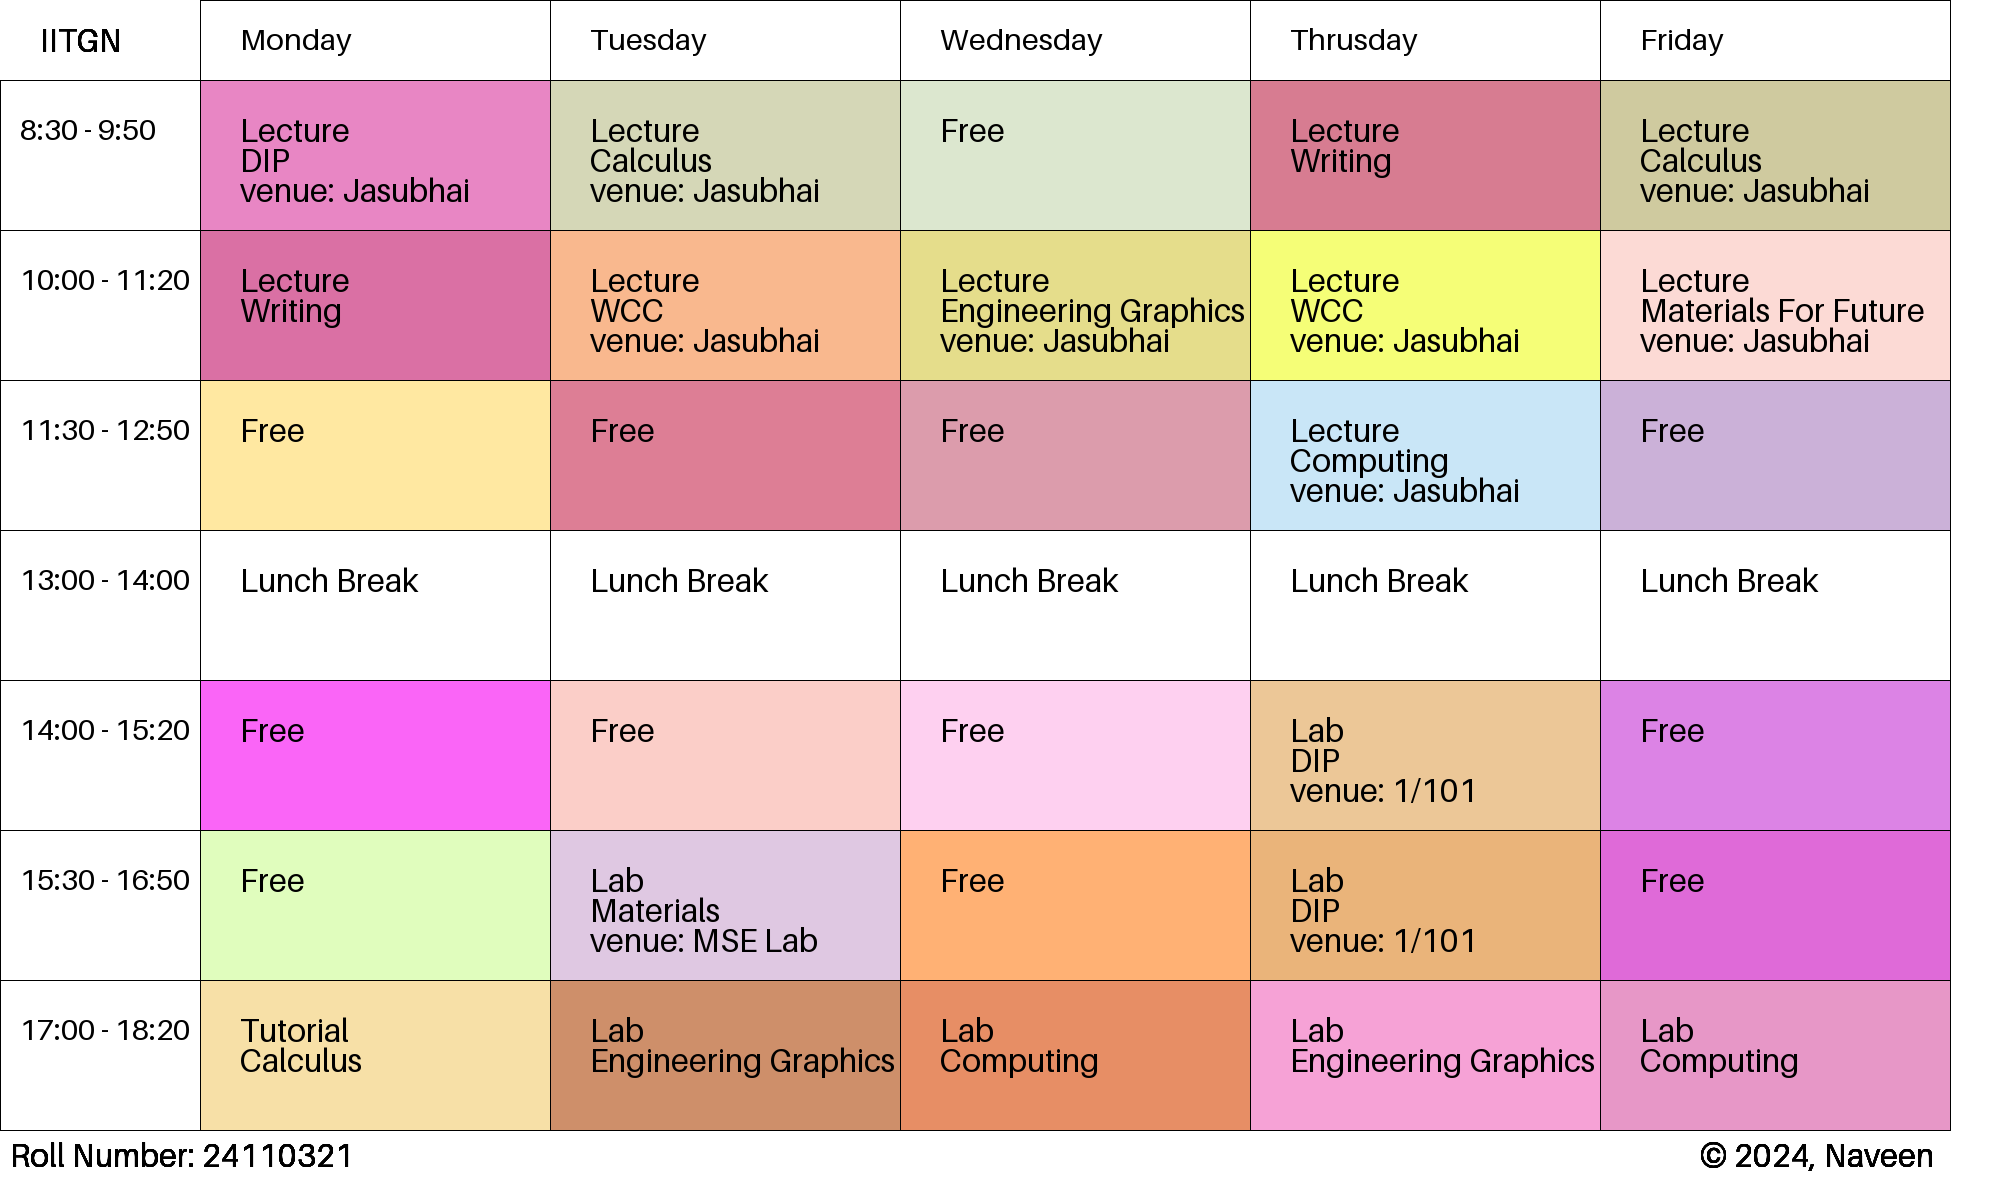 IITGN Monday Tuesday Wednesday Thrusday Friday
8:30 - 9:50
Lecture
DIP
venue: Jasubhai
Lecture
Calculus
venue: Jasubhai
Free
Lecture
Writing
Lecture
Calculus
venue: Jasubhai
10:00 - 11:20
Lecture
Writing
Lecture
WCC
venue: Jasubhai
Lecture
Engineering Graphics
venue: Jasubhai
Lecture
WCC
venue: Jasubhai
Lecture
Materials For Future
venue: Jasubhai
11:30 - 12:50
Free
Free
Free
Lecture
Computing
venue: Jasubhai
Free
13:00 - 14:00
Lunch Break
Lunch Break
Lunch Break
Lunch Break
Lunch Break
14:00 - 15:20
Free
Free
Free
Lab
DIP
venue: 1/101
Free
15:30 - 16:50
Free
Lab
Materials
venue: MSE Lab
Free
Lab
DIP
venue: 1/101
Free
17:00 - 18:20
Tutorial
Calculus
Lab
Engineering Graphics
Lab
Computing
Lab
Engineering Graphics
Lab
Computing
Roll Number: 24110321
© 2024, Naveen